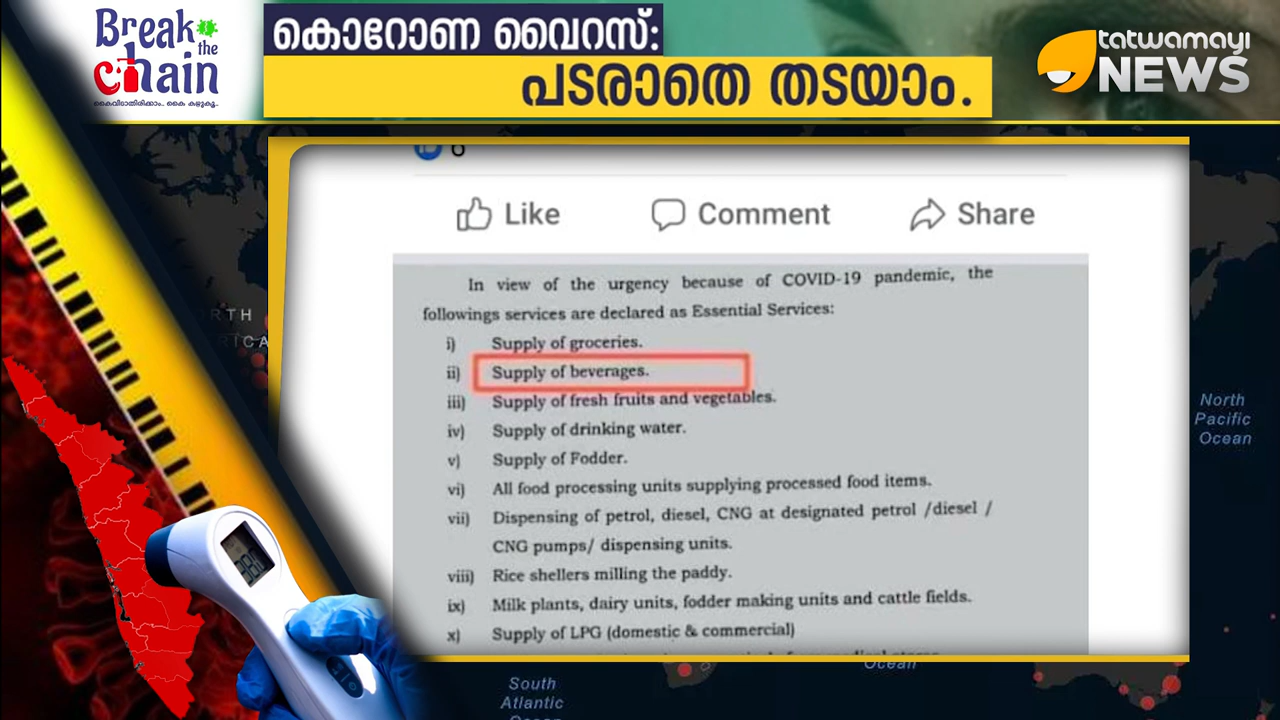 Break
the
chain
കൈവിടാതിരിക്കാം.. കൈ കഴുകൂ..
കൊറോണ വൈറസ്:
പടരാതെ തടയാം.
tatwamayi
NEWS
6
Like Comment Share
In view of the urgency because of COVID-19 pandemic, the
followings services are declared as Essential Services:
i) Supply of groceries.
ii) Supply of beverages.
iii) Supply of fresh fruits and vegetables.
iv) Supply of drinking water.
v) Supply of Fodder.
vi) All food processing units supplying processed food items.
vii) Dispensing of petrol, diesel, CNG at designated petrol /diesel /
CNG pumps/ dispensing units.
viii) Rice shellers milling the paddy.
ix) Milk plants, dairy units, fodder making units and cattle fields.
x) Supply of LPG (domestic & commercial)
North
Pacific
Ocean
Ocean
South
Atlantic